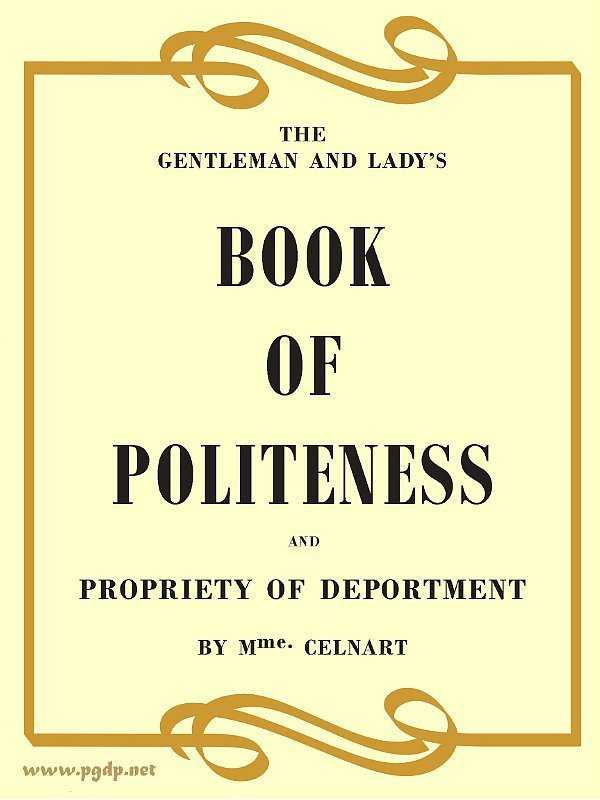 THE
GENTLEMAN AND LADY'S
BOOK
OF
POLITENESS
AND
PROPRIETY OF DEPORTMENT
BY Mme. CELNART
www.pgdp.net